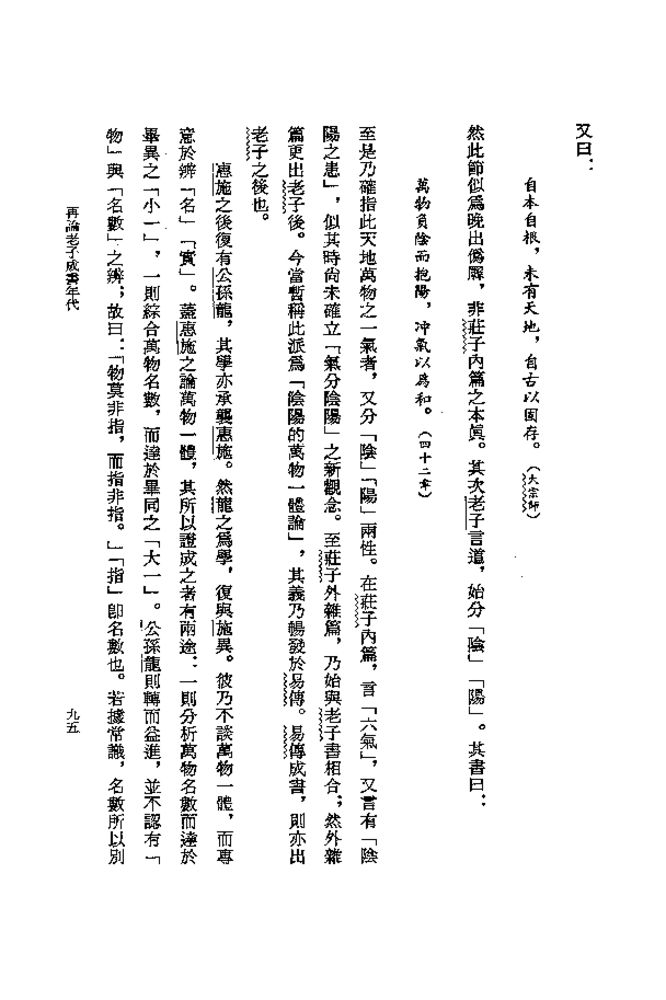 又曰：
自本自根，未有天地，自古以固存。（大宗師）
然此節似為晚出偽羼，非莊子內篇之本眞。其次老子言道，始分「陰」「陽」。其書曰：
萬物負陰而抱陽，冲氣以為和。（四十二章）
至是乃確指此天地萬物之一氣者，又分「陰」「陽」兩性。在莊子內篇，言「六氣」，又言有「陰
陽之患」，似其時尚未確立「氣分陰陽」之新觀念。至莊子外雜篇，乃始與老子書相合；然外雜
篇更出老子後。今當暫稱此派為「陰陽的萬物一體論」，其義乃暢發於易傳。易傳成書，則亦出
老子之後也。
惠施之後復有公孫龍，其學亦承襲惠施。然龍之為學，復與施異。彼乃不談萬物一體，而專
意於辨「名」「實」。蓋惠施之論萬物一體，其所以證成之者有兩途：一則分析萬物名數而達於
畢異之「小一」，一則綜合萬物名數，而達於畢同之「大一」。公孫龍則轉而益進，並不認有「
物」與「名數」之辨；故曰：「物莫非指，而指非指。」「指」卽名數也。若據常識，名數所以別
再論老子成書年代
九五